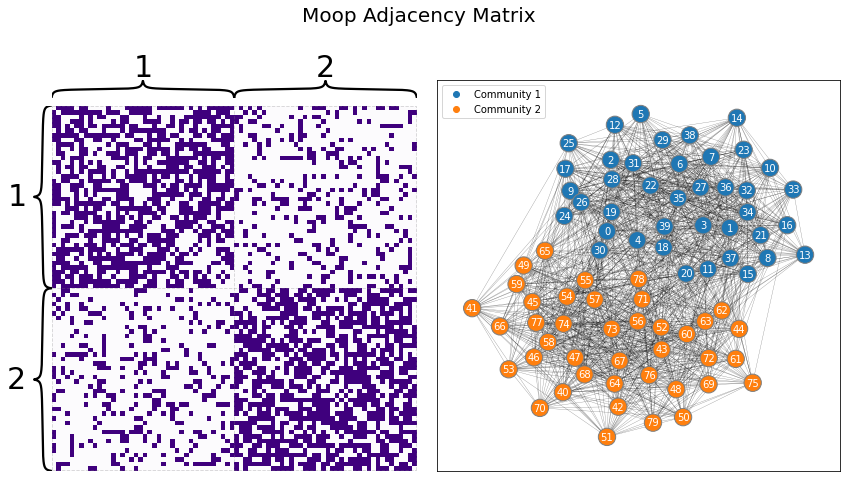 Moop Adjacency Matrix
1 2
1
2
Community 1
Community 2
5 14
12
38
25 29 23
2 31 6 7 10
17 28
9 22 27 36 32 33
26 35
24 19 34
3 1 16
0 39 21
4 18
30 37 8 13
20 11 15
65
49
59 55 78
45 54 57 71
41 62
66 77 74 73 56 52 63 44
58 60
46 47 67 43 72 61
53 68 76
40 64 48 69 75
70 42
51 79 50